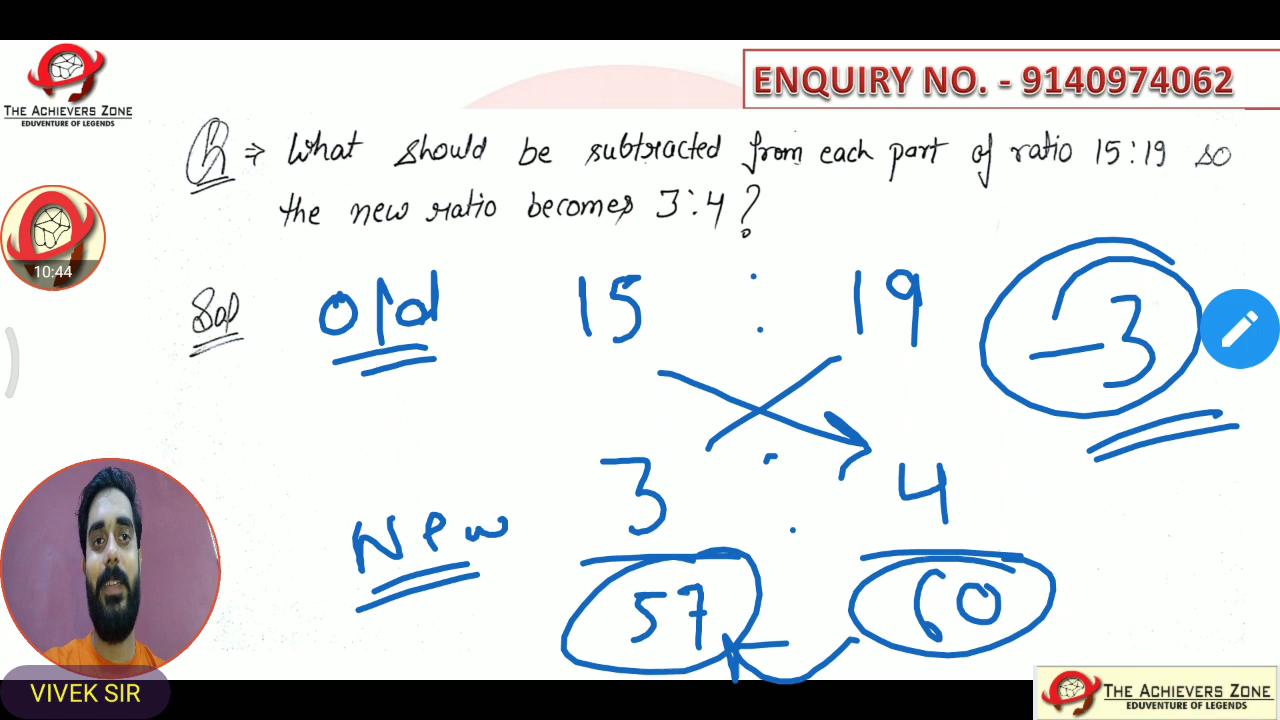 ENQUIRY NO. - 9140974062
THE ACHIEVERS ZONE
EDUVENTURE OF LEGENDS
Q ⇒ What should be subtracted from each part of ratio 15:19 so
the new ratio becomes 3:4?
10:44
Sol
old 15 : 19
-3
New 3 : 4
57 60
VIVEK SIR
THE ACHIEVERS ZONE
EDUVENTURE OF LEGENDS